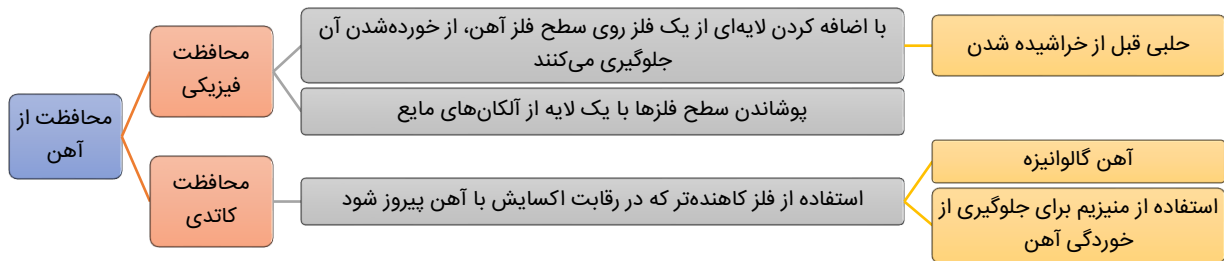 محافظت از
آهن
محافظت
فیزیکی
با اضافه کردن لایه‌ای از یک فلز روی سطح فلز آهن، از خورده‌شدن آن
جلوگیری می‌کنند
حلبی قبل از خراشیده شدن
پوشاندن سطح فلزها با یک لایه از آلکان‌های مایع
محافظت
کاتدی
استفاده از فلز کاهنده‌تر که در رقابت اکسایش با آهن پیروز شود
آهن گالوانیزه
استفاده از منیزیم برای جلوگیری از
خوردگی آهن